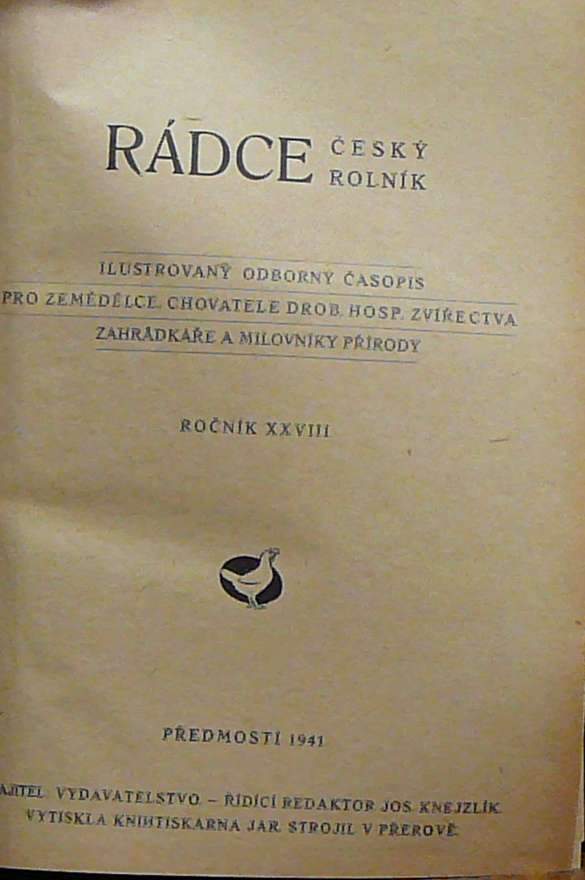 RÁDCE ČESKÝ
ROLNÍK
ILUSTROVANÝ ODBORNÝ ČASOPIS
PRO ZEMĚDĚLCE, CHOVATELE DROB. HOSP. ZVÍŘECTVA
ZAHRÁDKÁŘE A MILOVNÍKY PŘÍRODY
ROČNÍK XXVIII
PŘEDMOSTÍ 1941
AJITEL: VYDAVATELSTVO. – ŘÍDÍCÍ REDAKTOR JOS. KNEJZLÍK.
VYTISKLA KNIHTISKÁRNA JAR. STROJIL V PŘEROVĚ.